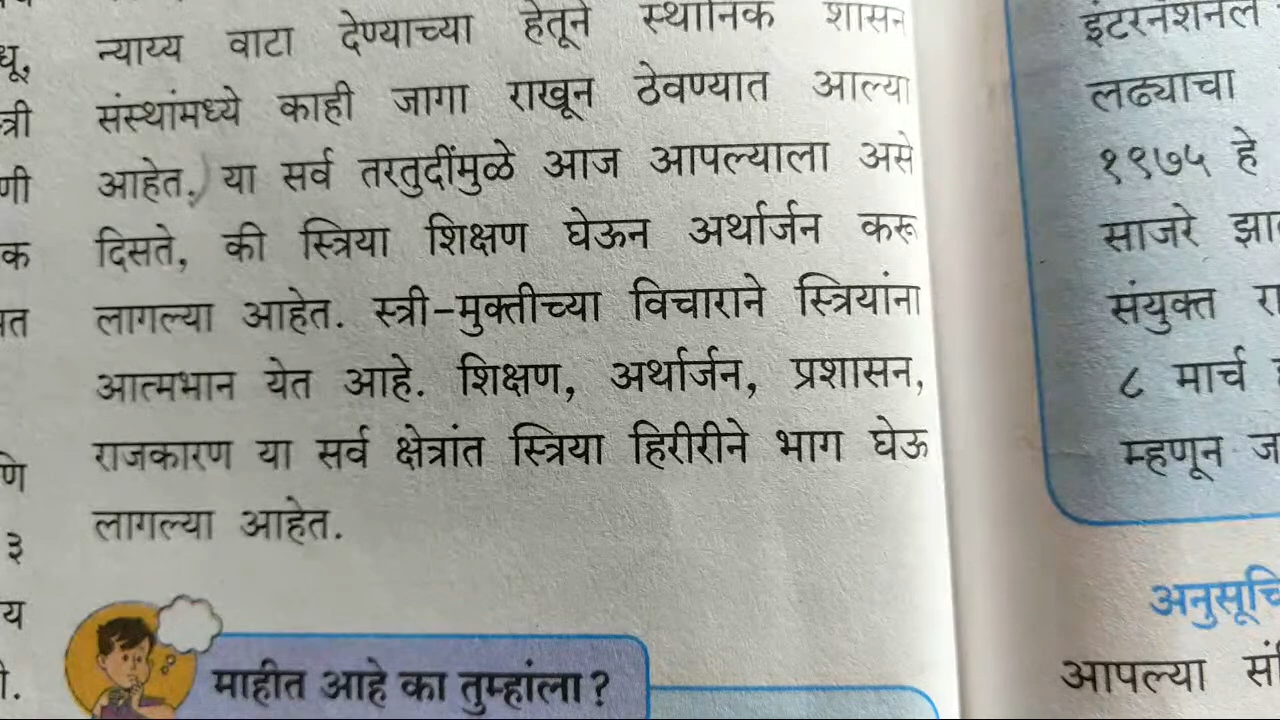 न्याय्य वाटा देण्याच्या हेतूने स्थानिक शासन
संस्थांमध्ये काही जागा राखून ठेवण्यात आल्या
आहेत. या सर्व तरतुदींमुळे आज आपल्याला असे
दिसते, की स्त्रिया शिक्षण घेऊन अर्थार्जन करू
लागल्या आहेत. स्त्री-मुक्तीच्या विचाराने स्त्रियांना
आत्मभान येत आहे. शिक्षण, अर्थार्जन, प्रशासन,
राजकारण या सर्व क्षेत्रांत स्त्रिया हिरीरीने भाग घेऊ
लागल्या आहेत.
माहीत आहे का तुम्हांला?
इंटरनॅशनल
लढ्याचा
१९७५ हे
साजरे
संयुक्त
८ मार्च
म्हणून
आपल्या